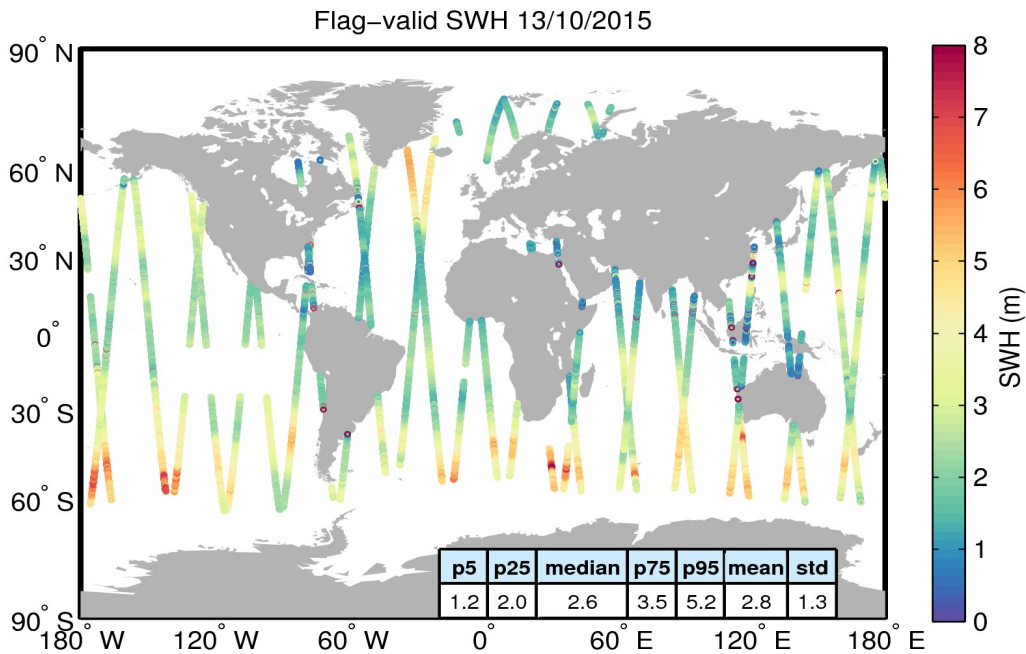 Flag−valid SWH 13/10/2015
90° N
60° N
30° N
0°
30° S
60° S
90° S
180° W
120° W
60° W
0°
60° E
120° E
180° E
8
7
6
5
4
3
2
1
0
SWH (m)
p5 p25 median p75 p95 mean std
1.2 2.0 2.6 3.5 5.2 2.8 1.3